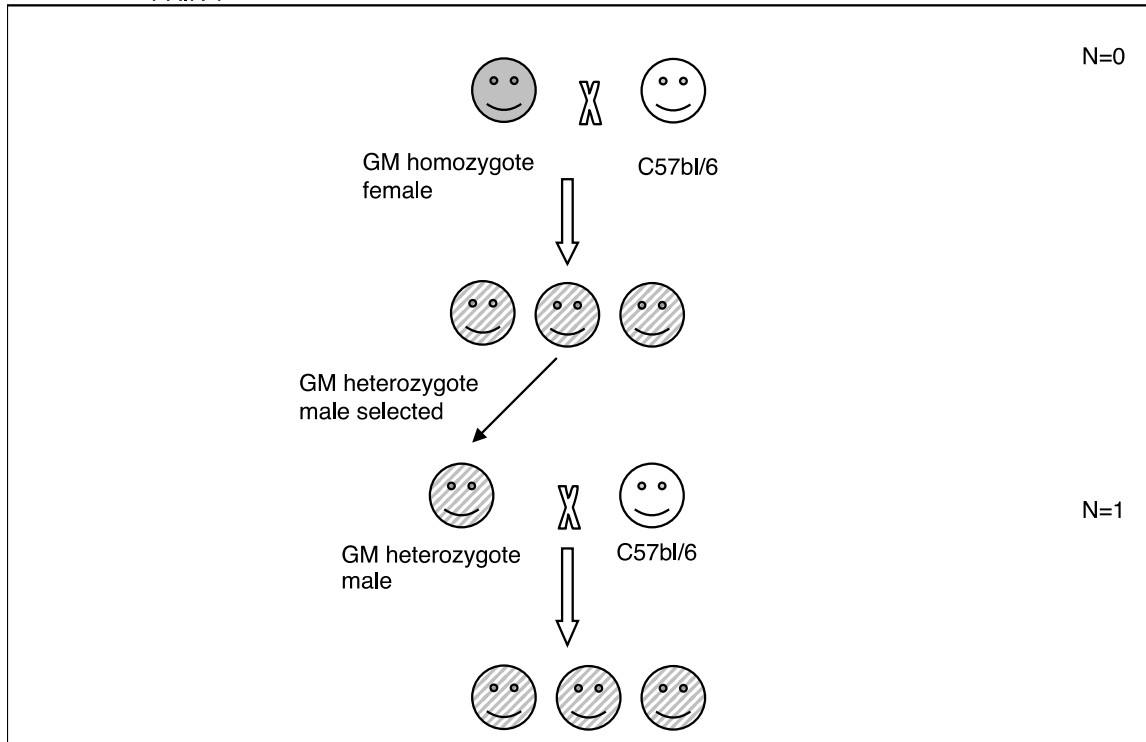 N=0
X
GM homozygote
female
C57bl/6
GM heterozygote
male selected
X
N=1
GM heterozygote
male
C57bl/6